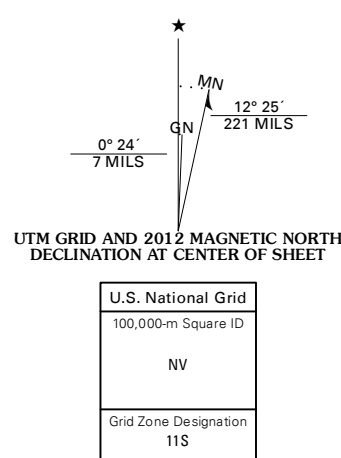 ★
MN
GN
12° 25´
221 MILS
0° 24´
7 MILS
UTM GRID AND 2012 MAGNETIC NORTH
DECLINATION AT CENTER OF SHEET
U.S. National Grid
100,000-m Square ID
NV
Grid Zone Designation
11S